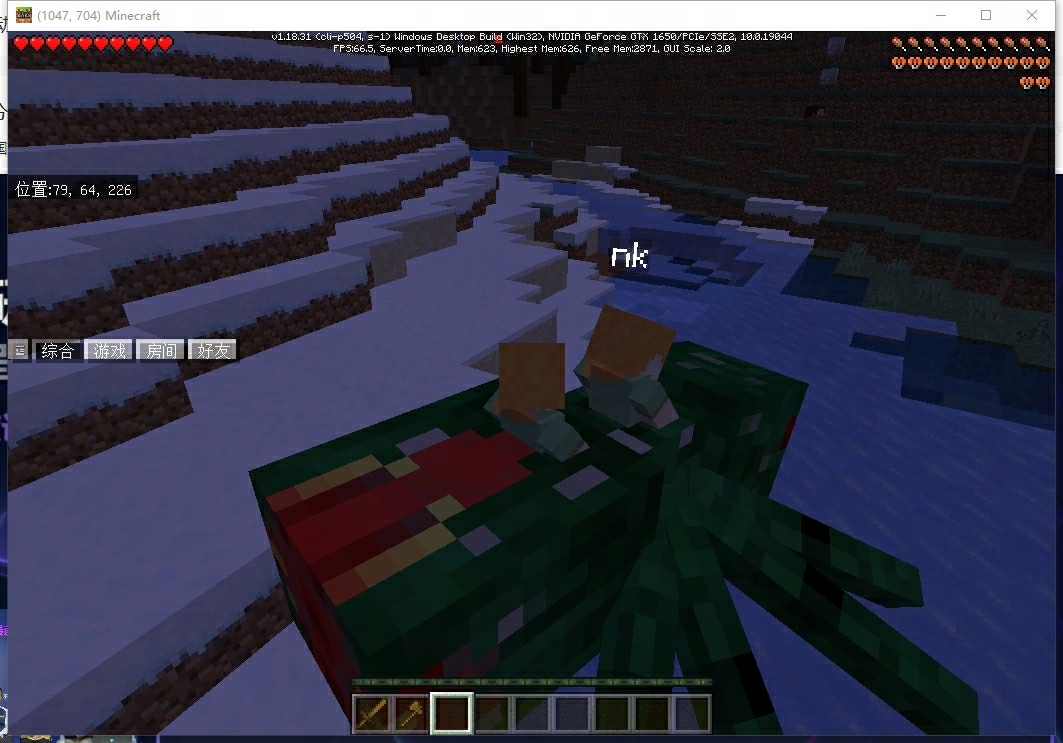 (1047, 704) Minecraft
v1.18.31 (cli-p504, s-1) Windows Desktop Build (Win32), NVIDIA GeForce GTX 1650/PCIe/SSE2, 10.0.19044
FPS:66.5, ServerTime:0.0, Mem:623, Highest Mem:626, Free Mem:2871, GUI Scale: 2.0
位置:79, 64, 226
nk
综合 游戏 房间 好友